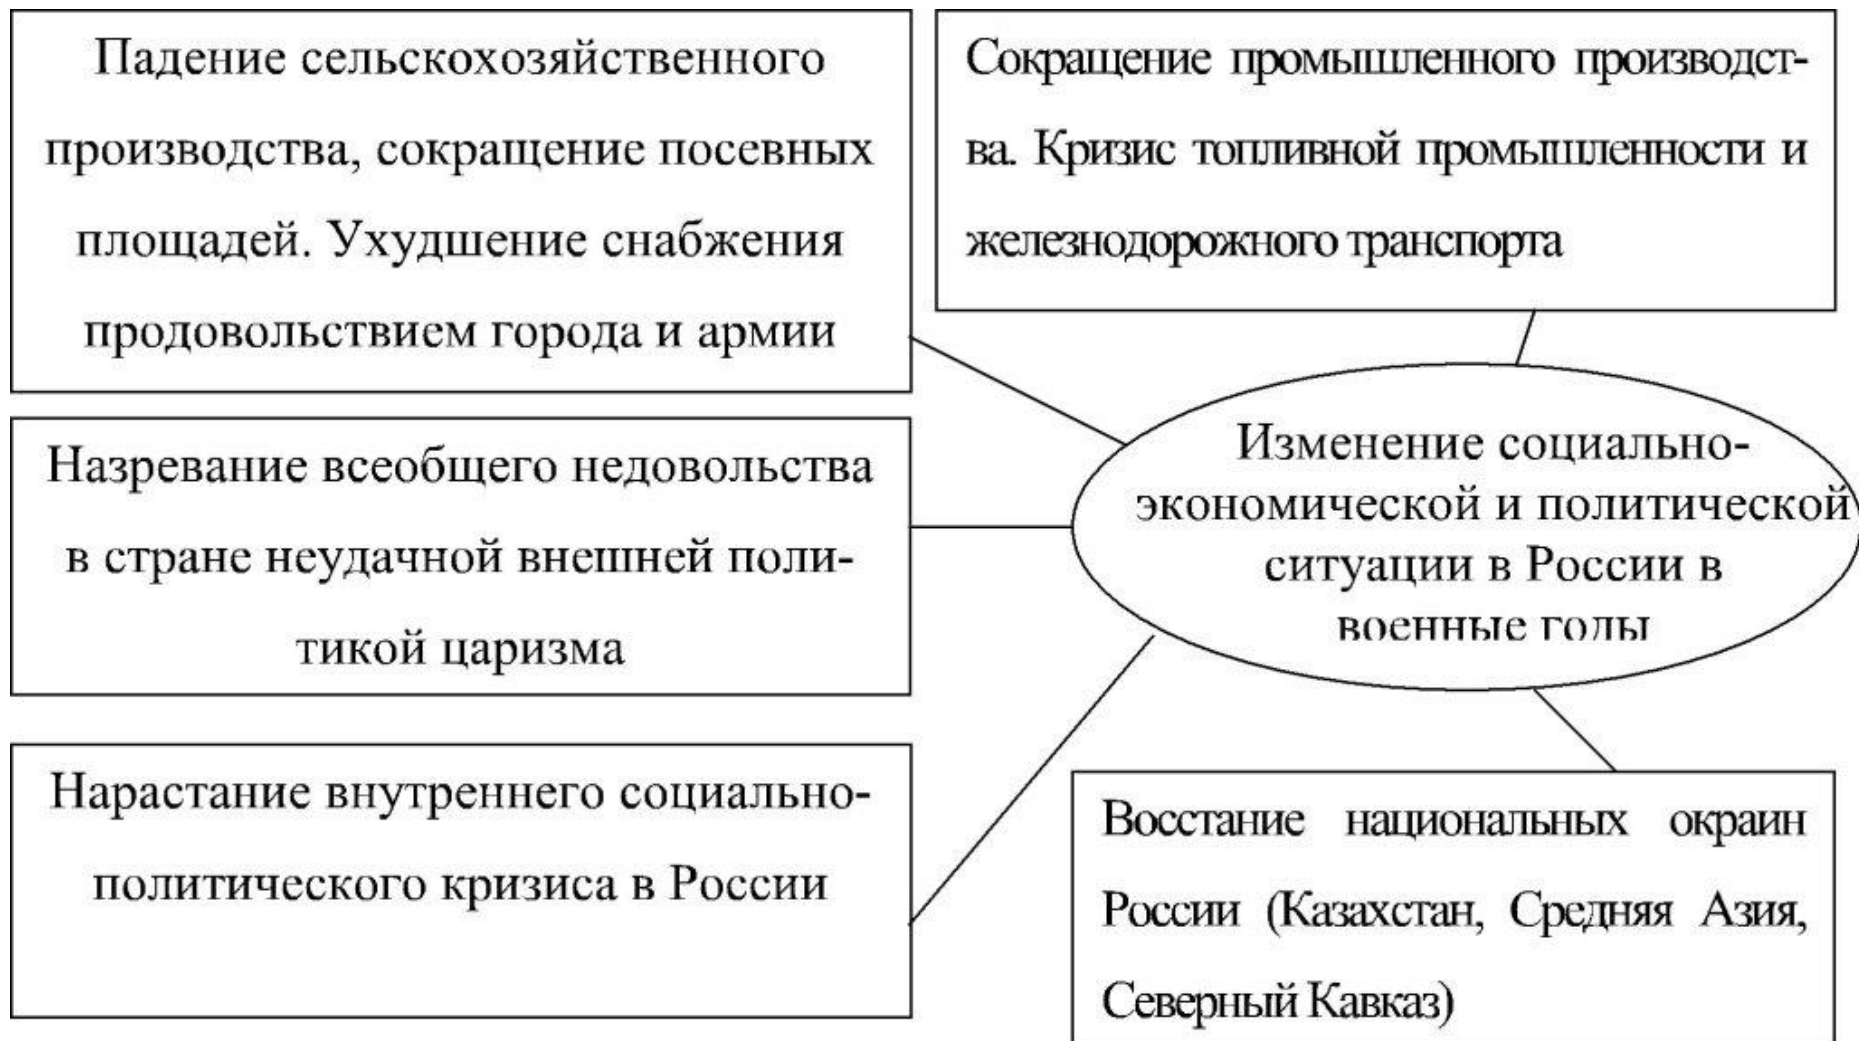 Падение сельскохозяйственного
производства, сокращение посевных
площадей. Ухудшение снабжения
продовольствием города и армии
Сокращение промышленного производст-
ва. Кризис топливной промышленности и
железнодорожного транспорта
Назревание всеобщего недовольства
в стране неудачной внешней поли-
тикой царизма
Изменение социально-
экономической и политической
ситуации в России в
военные годы
Нарастание внутреннего социально-
политического кризиса в России
Восстание национальных окраин
России (Казахстан, Средняя Азия,
Северный Кавказ)